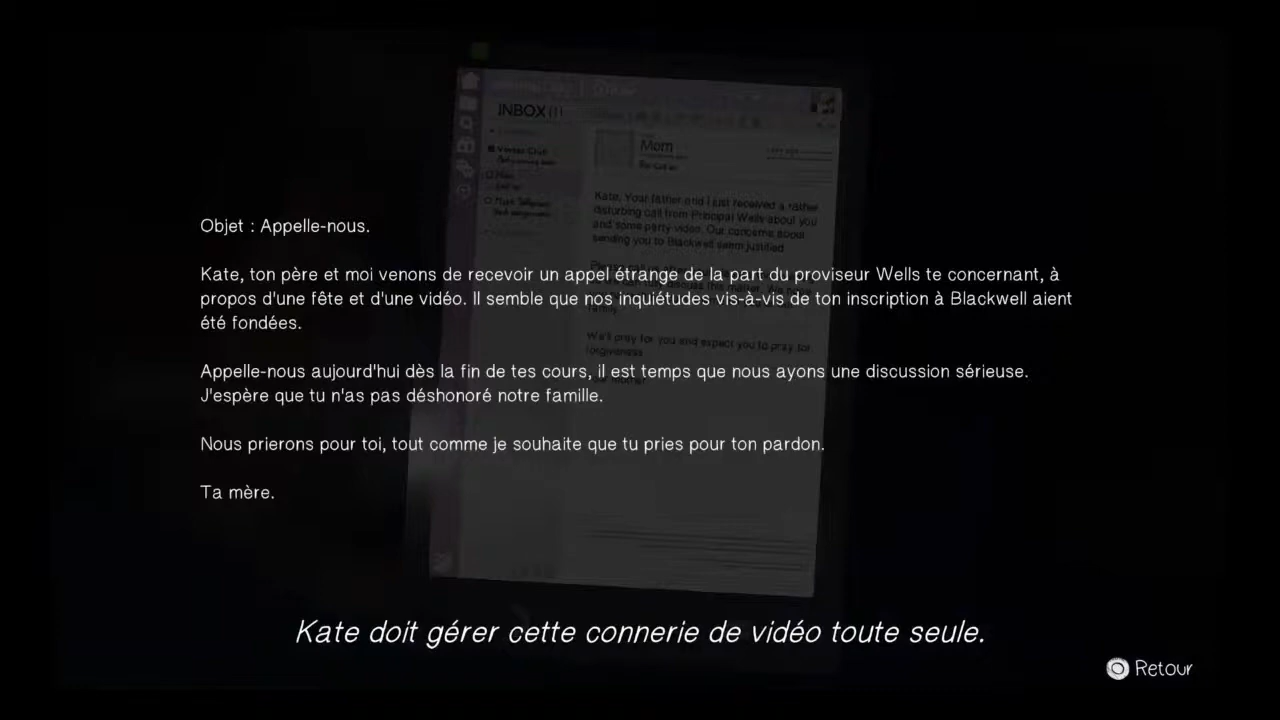 INBOX (1)
Mom
Kate, Your father and I just received a rather
disturbing call from Principal Wells about you
and some party video. Our concerns about
sending you to Blackwell seem justified
We'll pray for you and expect you to pray for
forgiveness
Objet : Appelle-nous.
Kate, ton père et moi venons de recevoir un appel étrange de la part du proviseur Wells te concernant, à
propos d'une fête et d'une vidéo. Il semble que nos inquiétudes vis-à-vis de ton inscription à Blackwell aient
été fondées.
Appelle-nous aujourd'hui dès la fin de tes cours, il est temps que nous ayons une discussion sérieuse.
J'espère que tu n'as pas déshonoré notre famille.
Nous prierons pour toi, tout comme je souhaite que tu pries pour ton pardon.
Ta mère.
Kate doit gérer cette connerie de vidéo toute seule.
Retour